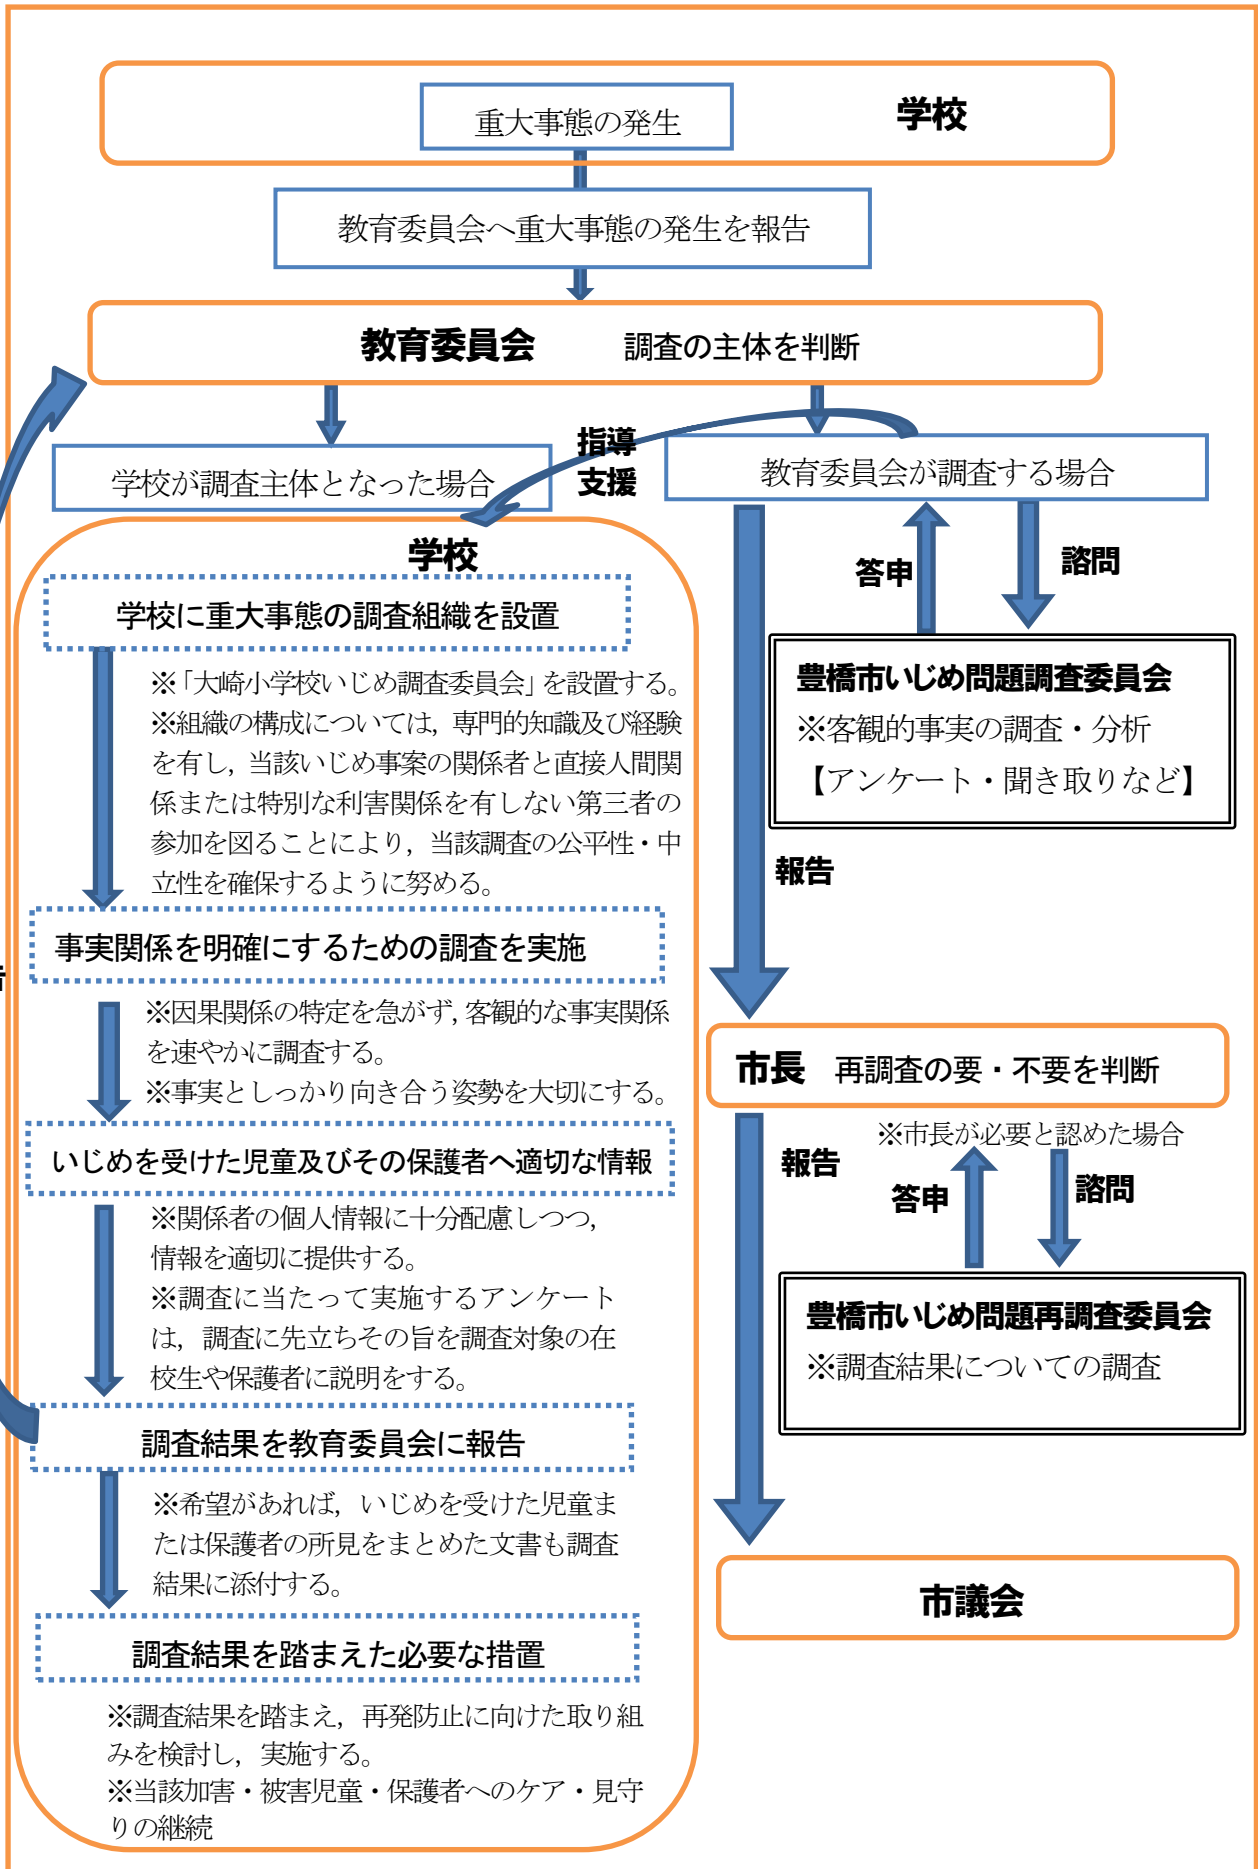 重大事態の発生
学校
教育委員会へ重大事態の発生を報告
教育委員会 調査の主体を判断
指導
支援
学校が調査主体となった場合
学校
学校に重大事態の調査組織を設置
※「大崎小学校いじめ調査委員会」を設置する。
※組織の構成については，専門的知識及び経験
を有し，当該いじめ事案の関係者と直接人間関
係または特別な利害関係を有しない第三者の
参加を図ることにより，当該調査の公平性・中
立性を確保するように努める。
事実関係を明確にするための調査を実施
※因果関係の特定を急がず，客観的な事実関係
を速やかに調査する。
※事実としっかり向き合う姿勢を大切にする。
いじめを受けた児童及びその保護者へ適切な情報
※関係者の個人情報に十分配慮しつつ，
情報を適切に提供する。
※調査に当たって実施するアンケート
は，調査に先立ちその旨を調査対象の在
校生や保護者に説明をする。
調査結果を教育委員会に報告
※希望があれば，いじめを受けた児童ま
たは保護者の所見をまとめた文書も調査
結果に添付する。
調査結果を踏まえた必要な措置
※調査結果を踏まえ，再発防止に向けた取り組
みを検討し，実施する。
※当該加害・被害児童・保護者へのケア・見守
りの継続
教育委員会が調査する場合
答申
諮問
豊橋市いじめ問題調査委員会
※客観的事実の調査・分析
【アンケート・聞き取りなど】
報告
市長 再調査の要・不要を判断
※市長が必要と認めた場合
報告
答申
諮問
豊橋市いじめ問題再調査委員会
※調査結果についての調査
市議会